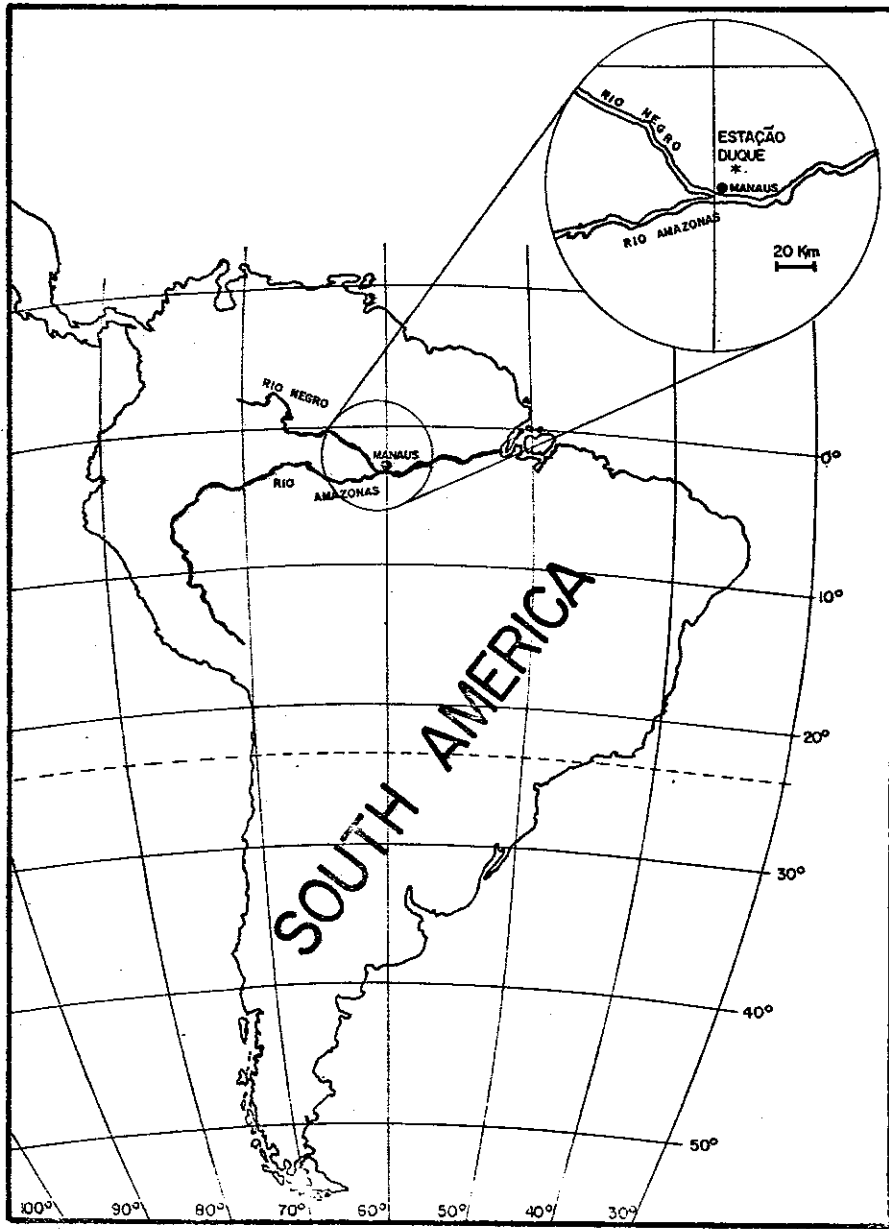 RIO NEGRO
ESTAÇÃO
DUQUE
*
MANAUS
RIO AMAZONAS
20 Km
RIO NEGRO
MANAUS
RIO
AMAZONAS
0°
10°
SOUTH AMERICA
20°
30°
40°
50°
100° 90° 80° 70° 60° 50° 40° 30°